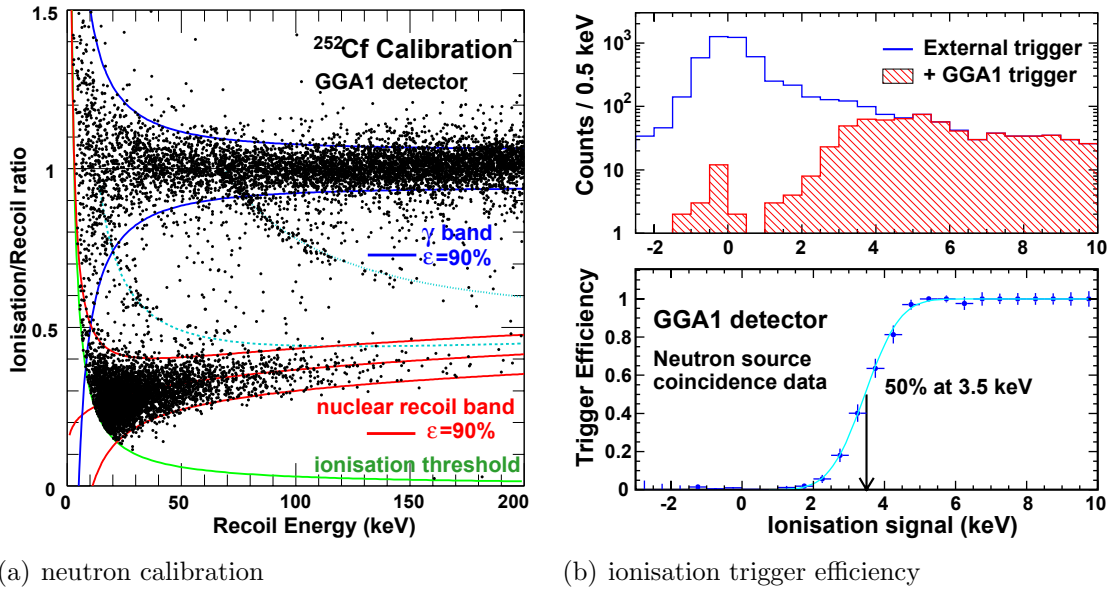 1.5
1
0.5
0
Ionisation/Recoil ratio
²⁵²Cf Calibration
GGA1 detector
γ band
ε=90%
nuclear recoil band
ε=90%
ionisation threshold
0 50 100 150 200
Recoil Energy (keV)
(a) neutron calibration
10³
10²
10
1
Counts / 0.5 keV
External trigger
+ GGA1 trigger
-2 0 2 4 6 8 10
1.0
0.8
0.6
0.4
0.2
0
Trigger Efficiency
GGA1 detector
Neutron source
coincidence data
50% at 3.5 keV
-2 0 2 4 6 8 10
Ionisation signal (keV)
(b) ionisation trigger efficiency